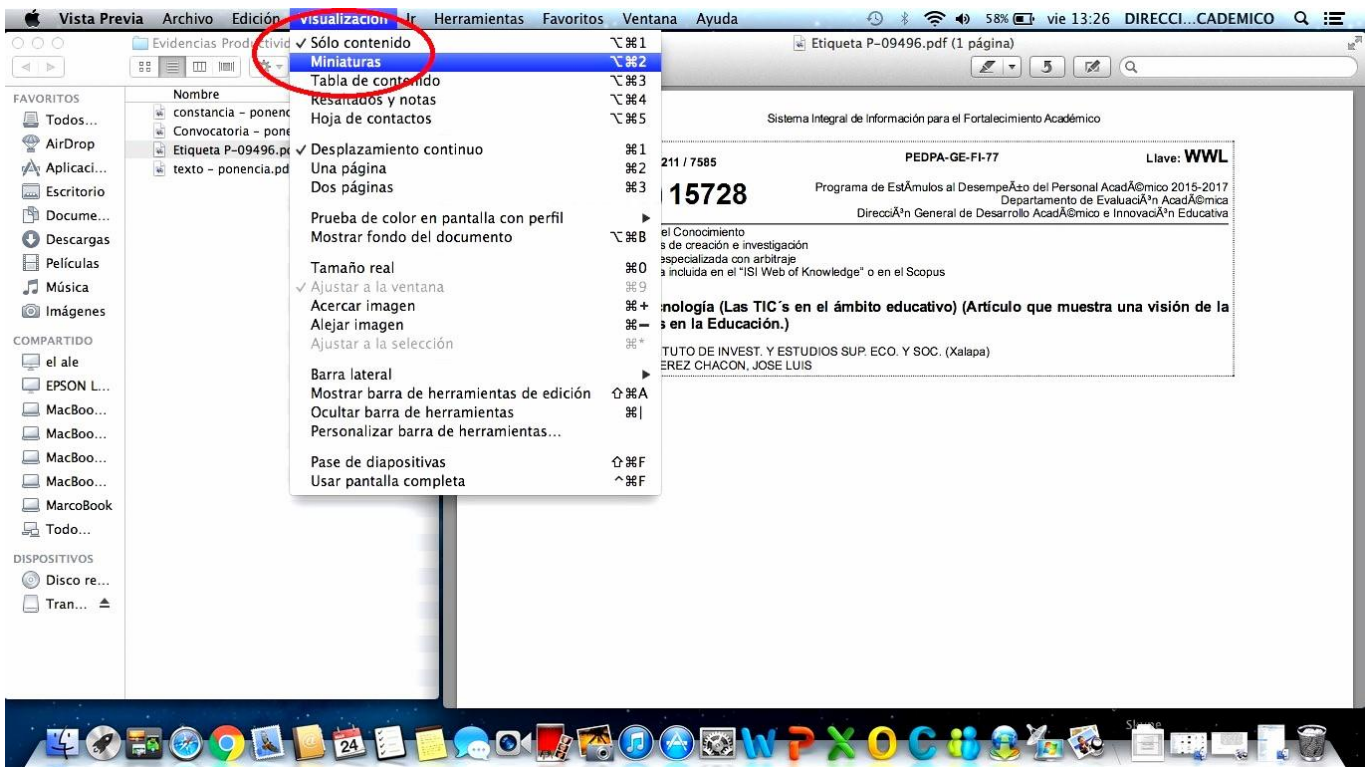 Vista Previa Archivo Edición Visualización Ir Herramientas Favoritos Ventana Ayuda 58% vie 13:26 DIRECCI...CADEMICO
Evidencias Productivid
Etiqueta P-09496.pdf (1 página)
FAVORITOS
Todos...
AirDrop
Aplicaci...
Escritorio
Docume...
Descargas
Películas
Música
Imágenes
COMPARTIDO
el ale
EPSON L...
MacBoo...
MacBoo...
MacBoo...
MacBoo...
MarcoBook
Todo...
DISPOSITIVOS
Disco re...
Tran...
Nombre
constancia – ponenc
Convocatoria – pone
Etiqueta P-09496.pd
texto – ponencia.pd
✓ Sólo contenido ⌥⌘1
Miniaturas ⌥⌘2
Tabla de contenido ⌥⌘3
Resaltados y notas ⌥⌘4
Hoja de contactos ⌥⌘5
✓ Desplazamiento continuo ⌘1
Una página ⌘2
Dos páginas ⌘3
Prueba de color en pantalla con perfil
Mostrar fondo del documento ⌥⌘B
Tamaño real ⌘0
✓ Ajustar a la ventana ⌘9
Acercar imagen ⌘+
Alejar imagen ⌘–
Ajustar a la selección ⌘*
Barra lateral
Mostrar barra de herramientas de edición ⇧⌘A
Ocultar barra de herramientas ⌘|
Personalizar barra de herramientas...
Pase de diapositivas ⇧⌘F
Usar pantalla completa ^⌘F
Sistema Integral de Información para el Fortalecimiento Académico
211 / 7585 PEDPA-GE-FI-77 Llave: WWL
15728
Programa de EstÃmulos al DesempeÃ±o del Personal AcadÃ©mico 2015-2017
Departamento de EvaluaciÃ³n AcadÃ©mica
DirecciÃ³n General de Desarrollo AcadÃ©mico e InnovaciÃ³n Educativa
el Conocimiento
s de creación e investigación
especializada con arbitraje
a incluida en el "ISI Web of Knowledge" o en el Scopus
nología (Las TIC´s en el ámbito educativo) (Artículo que muestra una visión de la
s en la Educación.)
TUTO DE INVEST. Y ESTUDIOS SUP. ECO. Y SOC. (Xalapa)
EREZ CHACON, JOSE LUIS
24
Skype